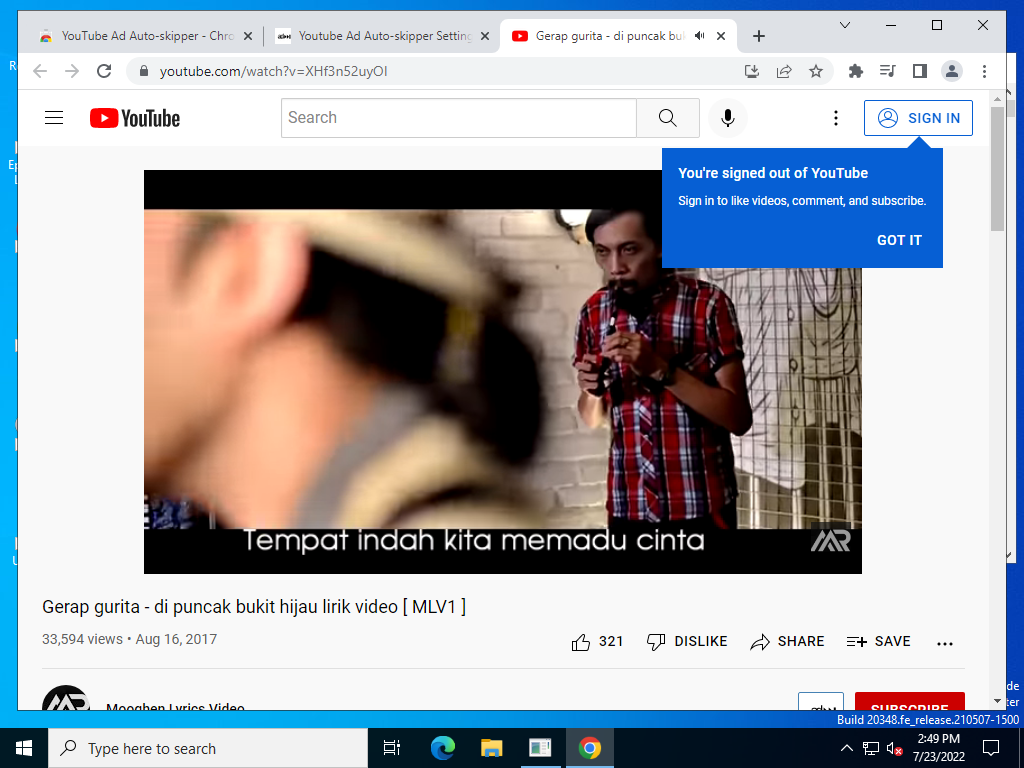 YouTube Ad Auto-skipper - Chro
Youtube Ad Auto-skipper Setting
Gerap gurita - di puncak buk
youtube.com/watch?v=XHf3n52uyOI
YouTube
Search
SIGN IN
You're signed out of YouTube
Sign in to like videos, comment, and subscribe.
GOT IT
Tempat indah kita memadu cinta
MR
Gerap gurita - di puncak bukit hijau lirik video [ MLV1 ]
33,594 views • Aug 16, 2017
321
DISLIKE
SHARE
SAVE
Mooghen Lyrics Video
SUBSCRIBE
Build 20348.fe_release.210507-1500
Type here to search
2:49 PM
7/23/2022